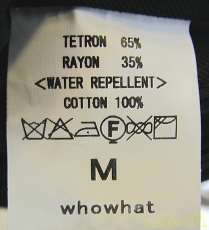 TETRON 65%
RAYON 35%
<WATER REPELLENT>
COTTON 100%
F
M
whowhat